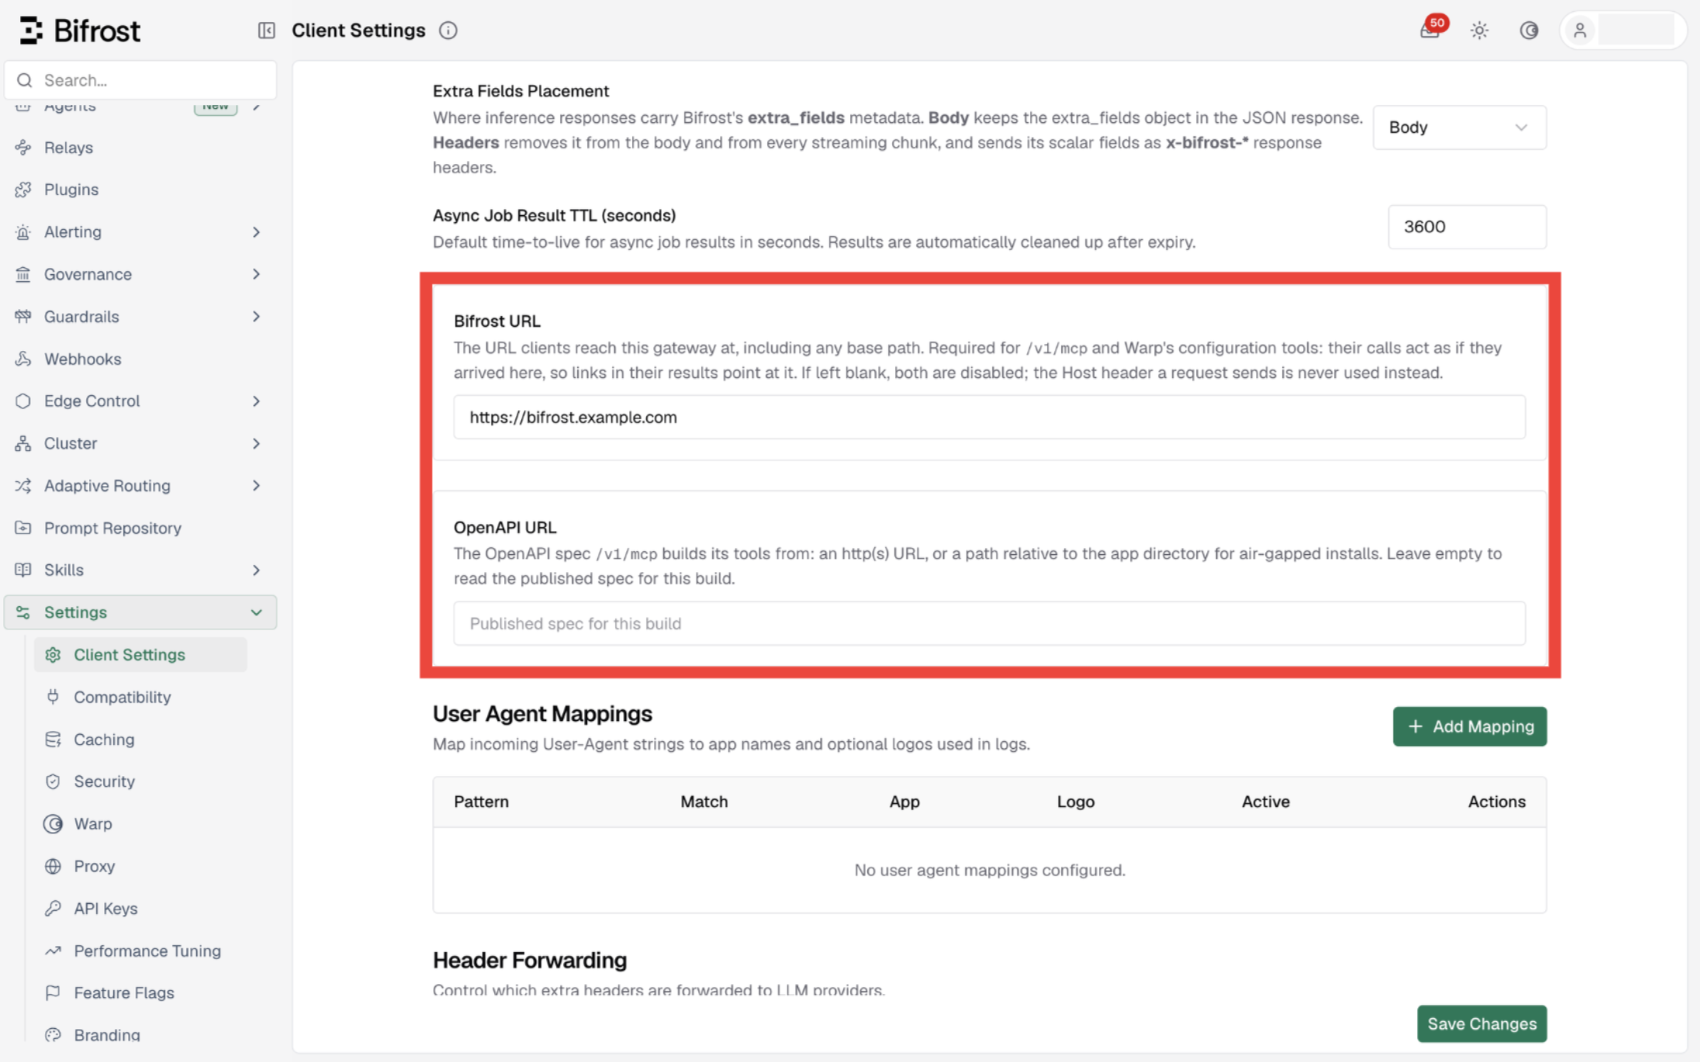 Bifrost
Client Settings
50
Search...
Agents
New
Relays
Plugins
Alerting
Governance
Guardrails
Webhooks
Edge Control
Cluster
Adaptive Routing
Prompt Repository
Skills
Settings
Client Settings
Compatibility
Caching
Security
Warp
Proxy
API Keys
Performance Tuning
Feature Flags
Branding
Extra Fields Placement
Where inference responses carry Bifrost's extra_fields metadata. Body keeps the extra_fields object in the JSON response.
Headers removes it from the body and from every streaming chunk, and sends its scalar fields as x-bifrost-* response
headers.
Body
Async Job Result TTL (seconds)
Default time-to-live for async job results in seconds. Results are automatically cleaned up after expiry.
3600
Bifrost URL
The URL clients reach this gateway at, including any base path. Required for /v1/mcp and Warp's configuration tools: their calls act as if they
arrived here, so links in their results point at it. If left blank, both are disabled; the Host header a request sends is never used instead.
https://bifrost.example.com
OpenAPI URL
The OpenAPI spec /v1/mcp builds its tools from: an http(s) URL, or a path relative to the app directory for air-gapped installs. Leave empty to
read the published spec for this build.
Published spec for this build
User Agent Mappings
Map incoming User-Agent strings to app names and optional logos used in logs.
Add Mapping
Pattern Match App Logo Active Actions
No user agent mappings configured.
Header Forwarding
Control which extra headers are forwarded to LLM providers.
Save Changes